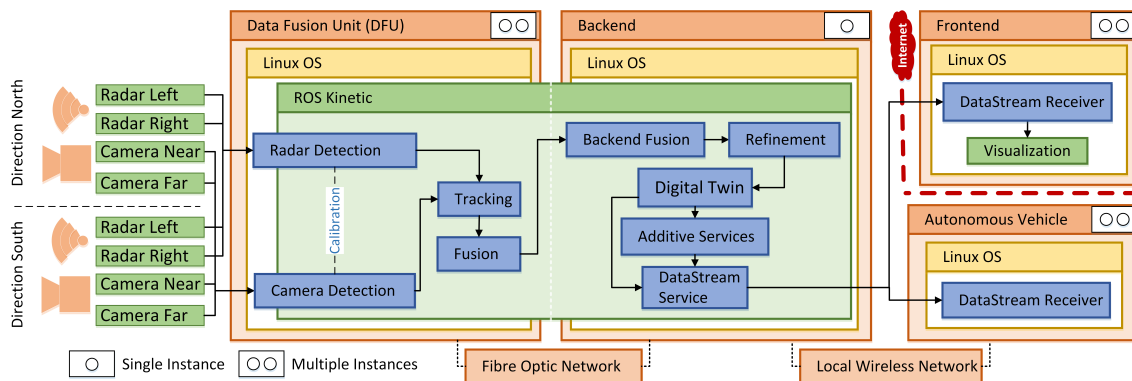 Data Fusion Unit (DFU)
Backend
Frontend
Internet
Linux OS
Linux OS
Linux OS
ROS Kinetic
Direction North
Radar Left
Radar Right
Camera Near
Camera Far
Direction South
Radar Left
Radar Right
Camera Near
Camera Far
Radar Detection
Calibration
Camera Detection
Tracking
Fusion
Backend Fusion
Refinement
Digital Twin
Additive Services
DataStream
Service
DataStream Receiver
Visualization
Autonomous Vehicle
Linux OS
DataStream Receiver
Single Instance
Multiple Instances
Fibre Optic Network
Local Wireless Network